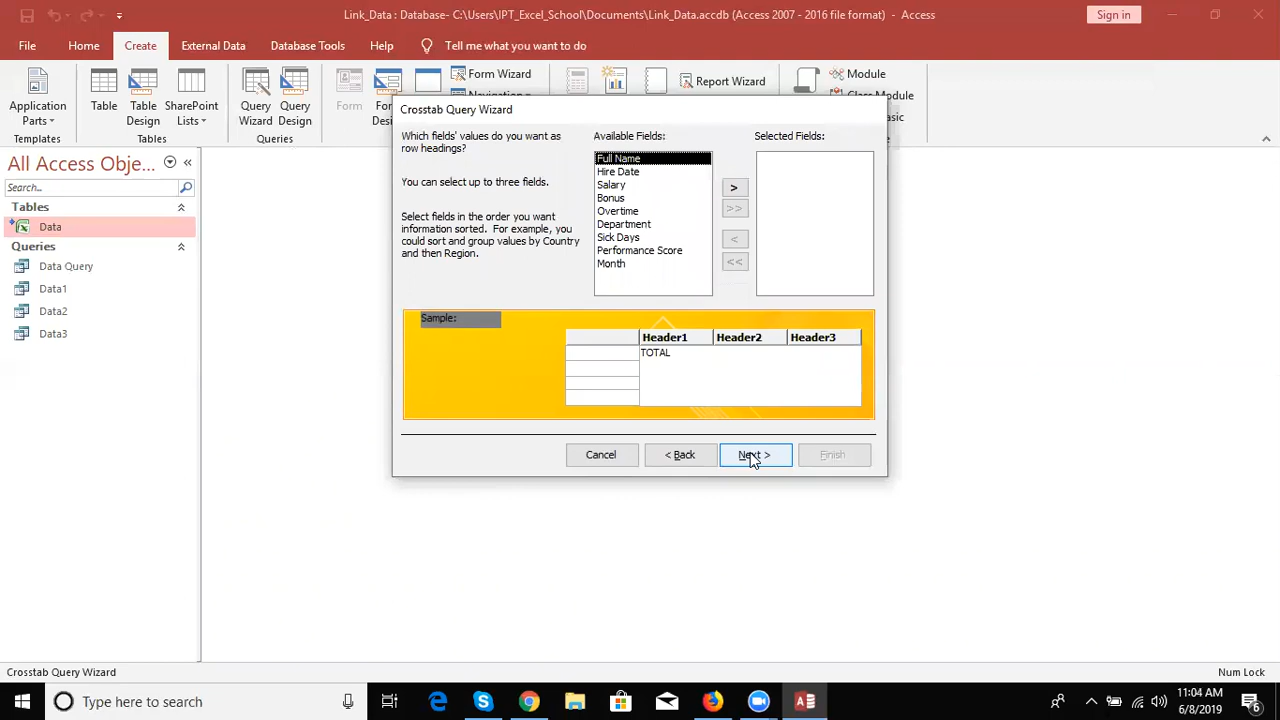 Link_Data : Database- C:\Users\IPT_Excel_School\Documents\Link_Data.accdb (Access 2007 - 2016 file format) - Access
Sign in
File
Home
Create
External Data
Database Tools
Help
Tell me what you want to do
Application Parts
Table
Table Design
SharePoint Lists
Query Wizard
Query Design
Form
Form Wizard
Navigation
Report Wizard
Module
Class Module
Templates
Tables
Queries
All Access Obje...
Search...
Tables
Data
Queries
Data Query
Data1
Data2
Data3
Crosstab Query Wizard
Which fields' values do you want as
row headings?
You can select up to three fields.
Select fields in the order you want
information sorted. For example, you
could sort and group values by Country
and then Region.
Available Fields:
Full Name
Hire Date
Salary
Bonus
Overtime
Department
Sick Days
Performance Score
Month
>
>>
<
<<
Selected Fields:
Sample:
Header1 Header2 Header3
TOTAL
Cancel
< Back
Next >
Finish
Crosstab Query Wizard
Num Lock
Type here to search
11:04 AM
6/8/2019
6